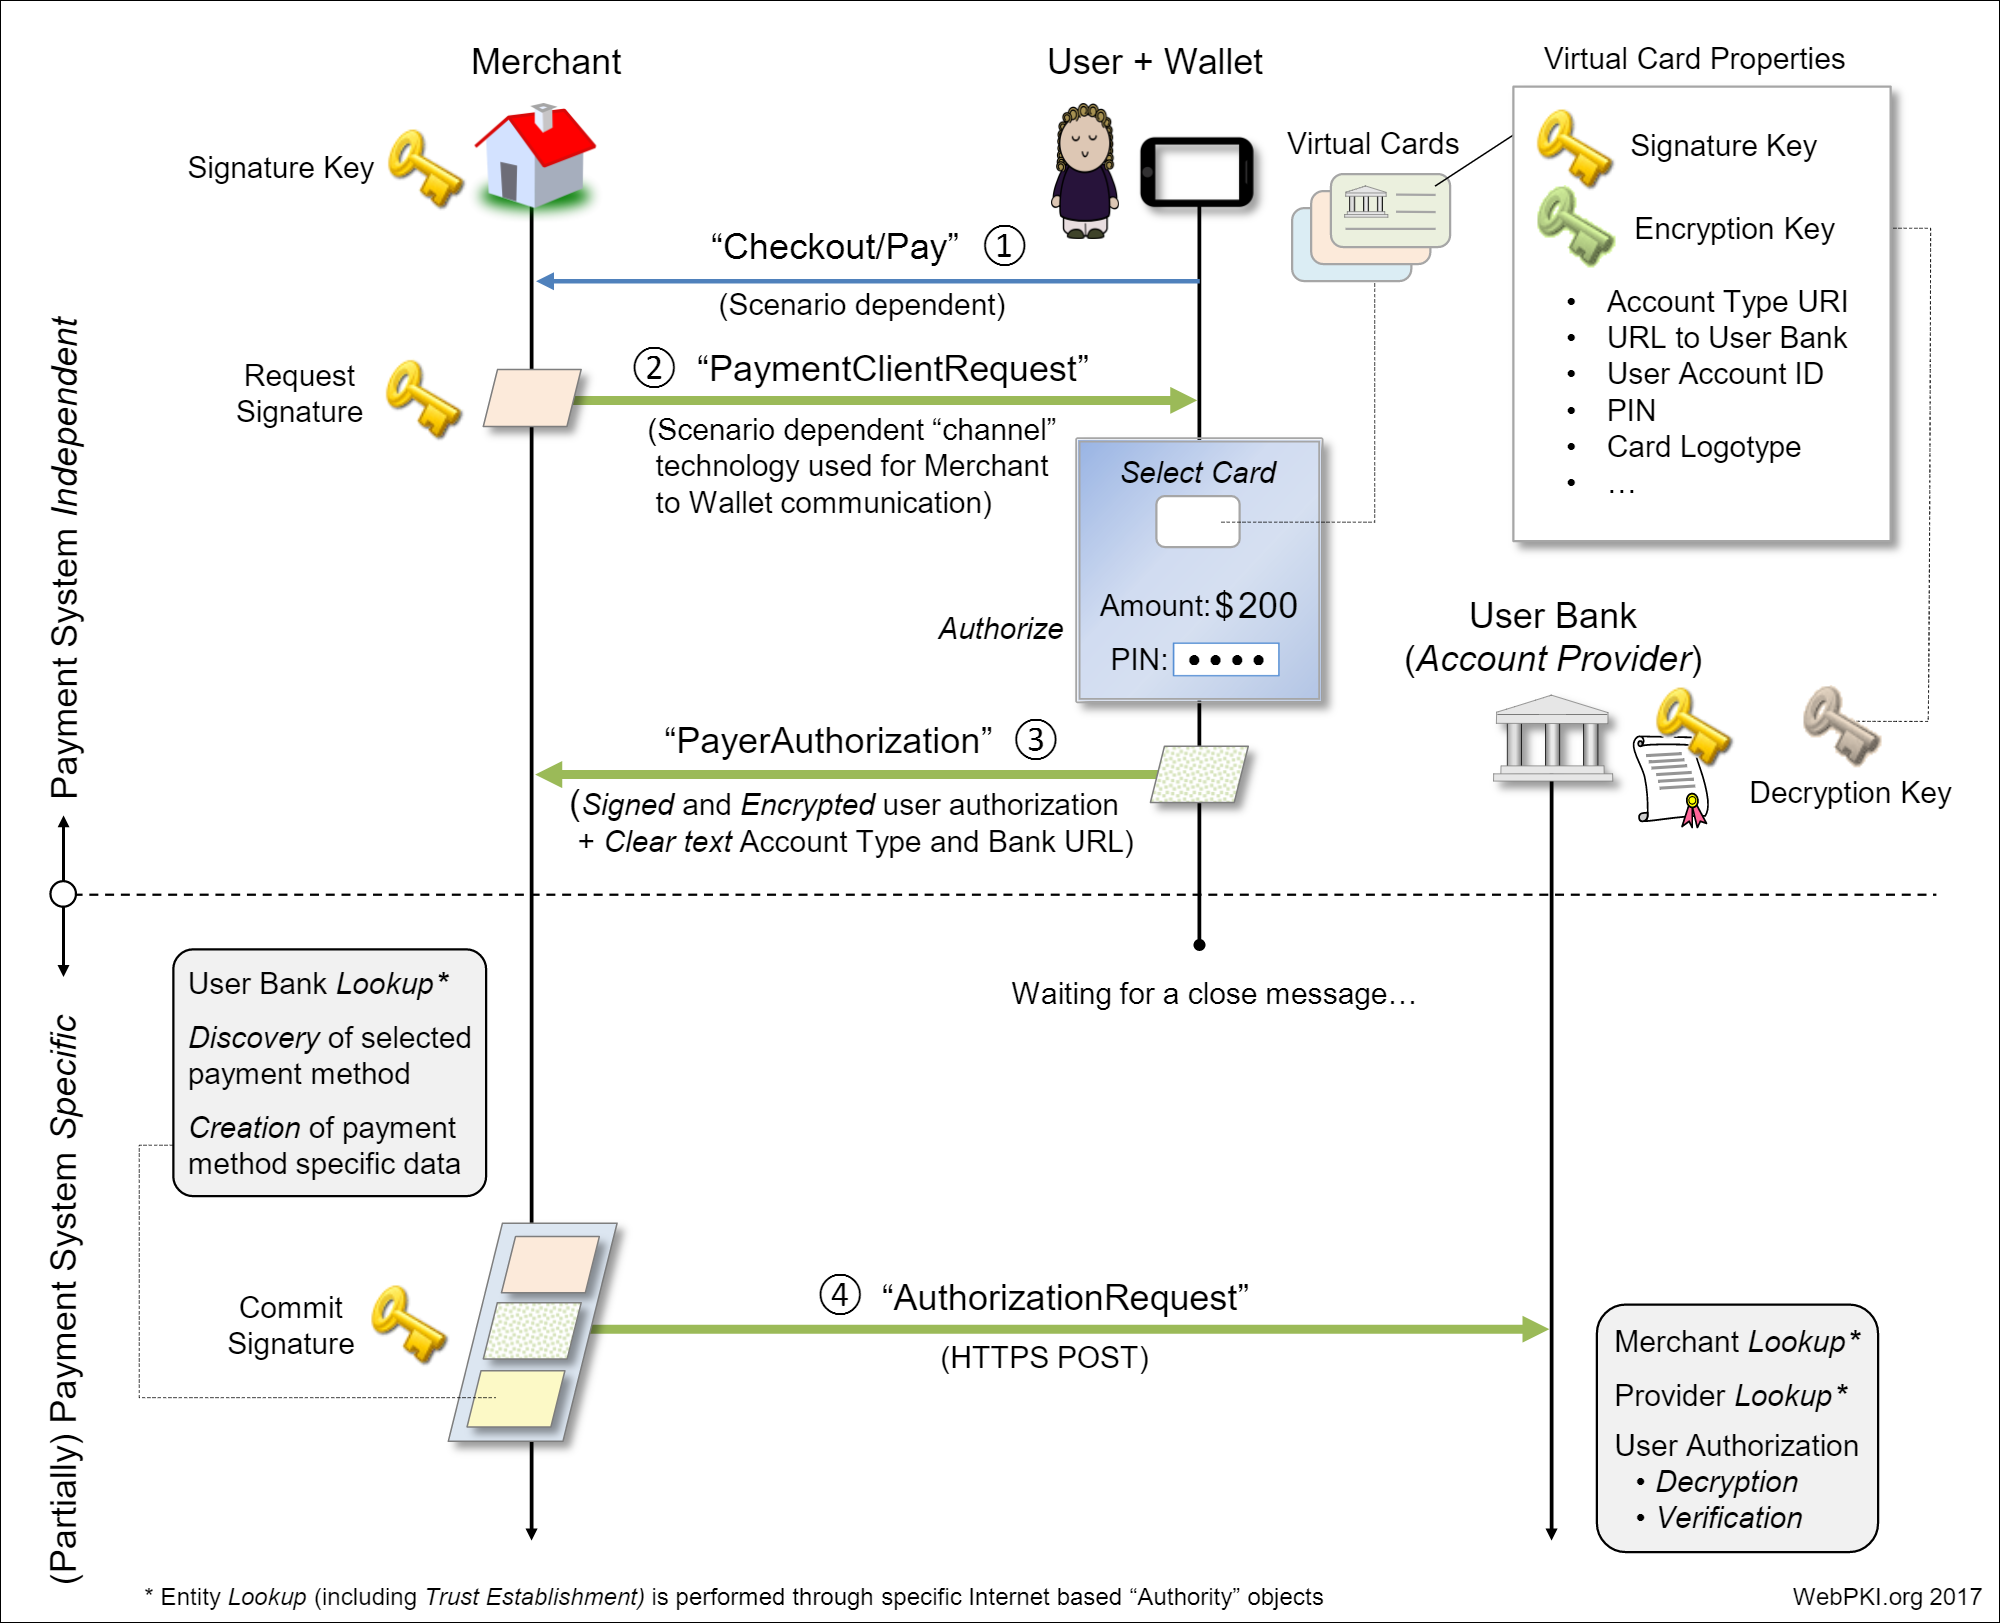 Merchant
User + Wallet
Virtual Card Properties
Signature Key
Virtual Cards
Signature Key
Encryption Key
“Checkout/Pay” ①
(Scenario dependent)
• Account Type URI
• URL to User Bank
• User Account ID
• PIN
• Card Logotype
• …
Request
Signature
② “PaymentClientRequest”
(Scenario dependent “channel”
technology used for Merchant
to Wallet communication)
Select Card
Amount: $200
PIN: ••••
Authorize
User Bank
(Account Provider)
Decryption Key
“PayerAuthorization” ③
(Signed and Encrypted user authorization
+ Clear text Account Type and Bank URL)
Payment System Independent
(Partially) Payment System Specific
Waiting for a close message…
User Bank Lookup*
Discovery of selected
payment method
Creation of payment
method specific data
Commit
Signature
④ “AuthorizationRequest”
(HTTPS POST)
Merchant Lookup*
Provider Lookup*
User Authorization
• Decryption
• Verification
* Entity Lookup (including Trust Establishment) is performed through specific Internet based “Authority” objects
WebPKI.org 2017